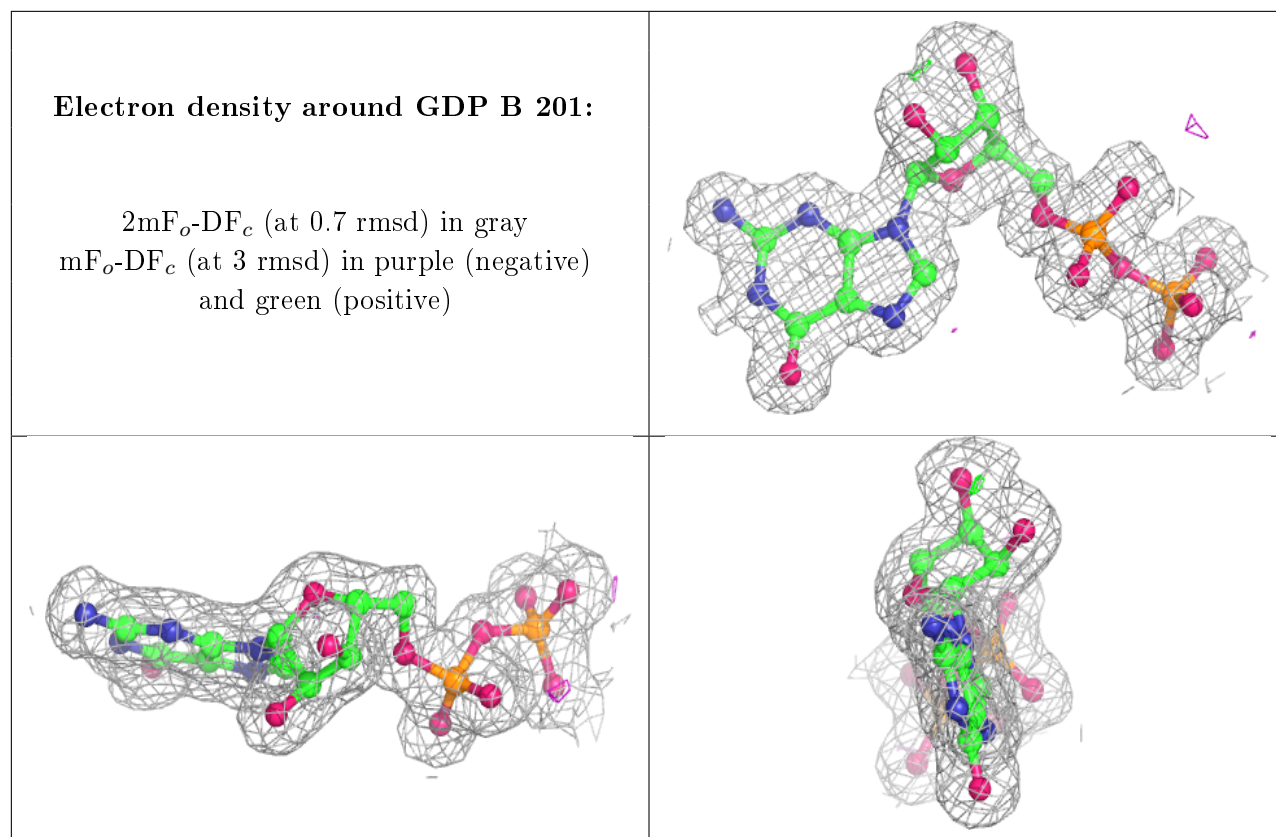 Electron density around GDP B 201:
2mFo-DFc (at 0.7 rmsd) in gray
mFo-DFc (at 3 rmsd) in purple (negative)
and green (positive)